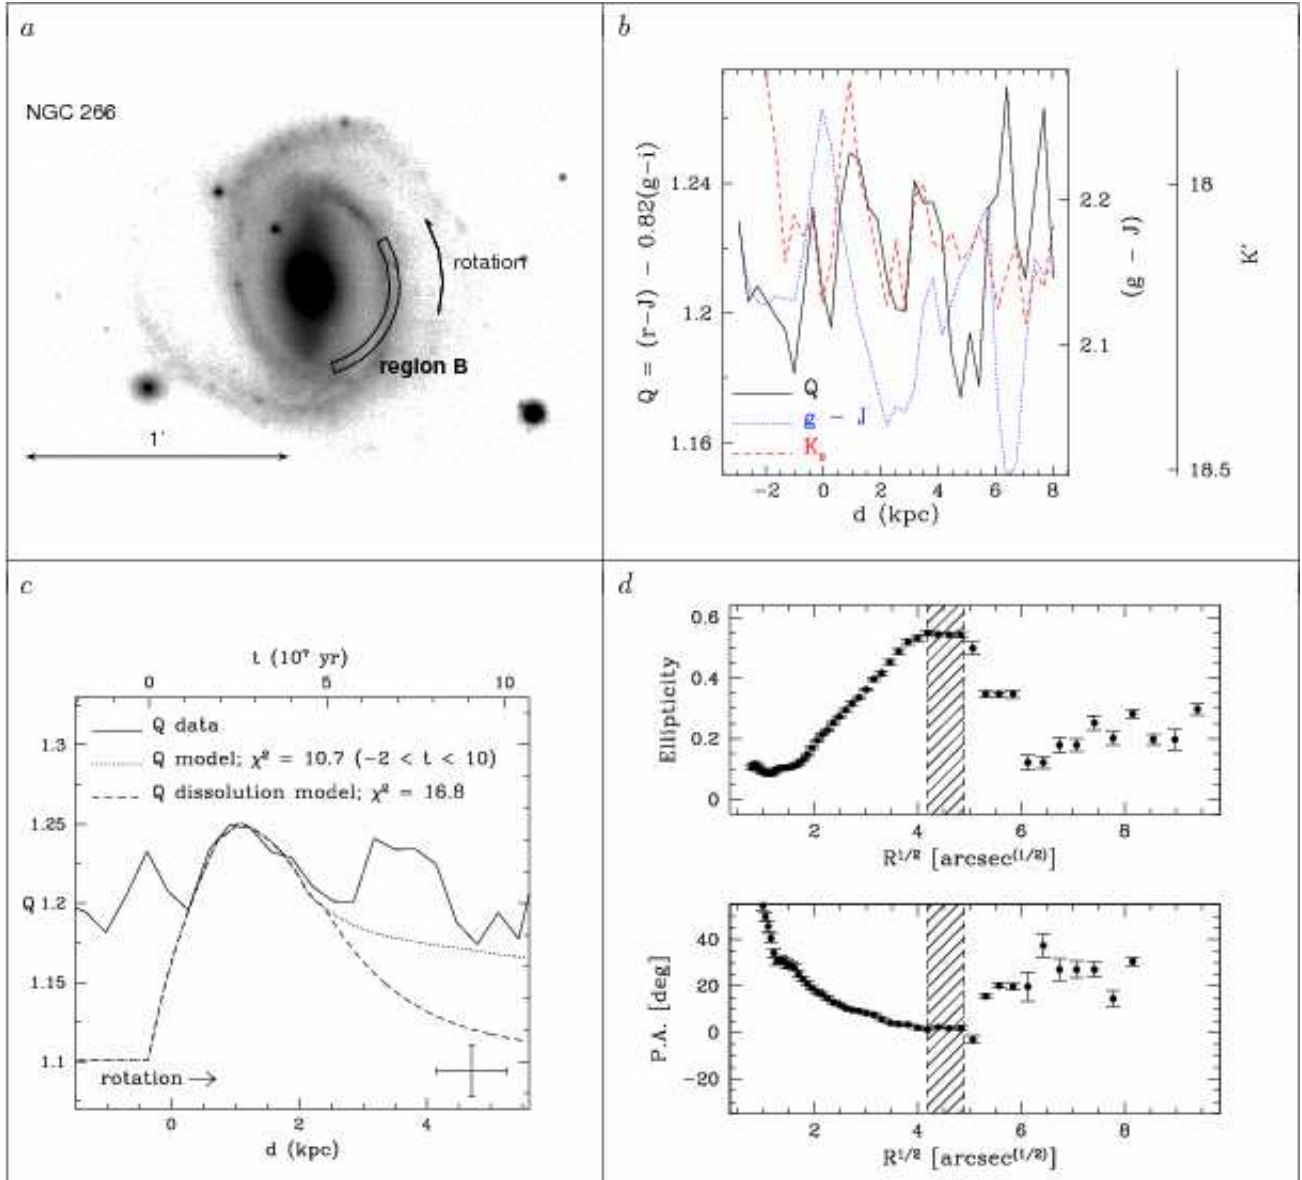 a
NGC 266
rotation
region B
1'
b
Q = (r−J) − 0.82(g−i)
1.24
1.2
1.16
Q
g − J
K_s
−2 0 2 4 6 8
d (kpc)
2.2
2.1
(g − J)
18
18.5
K'
c
t (10⁷ yr)
0 5 10
Q data
Q model; χ² = 10.7 (−2 < t < 10)
Q dissolution model; χ² = 16.8
1.3
1.25
Q 1.2
1.15
1.1
rotation →
0 2 4
d (kpc)
d
Ellipticity
0.6
0.4
0.2
0
2 4 6 8
R^1/2 [arcsec^(1/2)]
P.A. [deg]
40
20
0
−20
2 4 6 8
R^1/2 [arcsec^(1/2)]